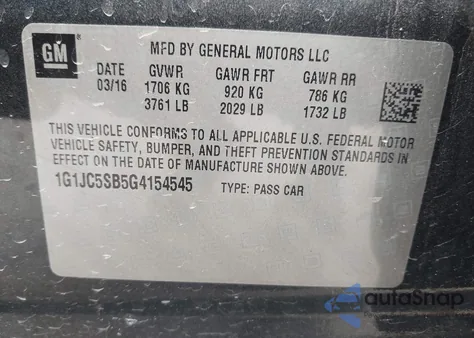 GM
MFD BY GENERAL MOTORS LLC
DATE GVWR GAWR FRT GAWR RR
03/16 1706 KG 920 KG 786 KG
3761 LB 2029 LB 1732 LB
THIS VEHICLE CONFORMS TO ALL APPLICABLE U.S. FEDERAL MOTOR
VEHICLE SAFETY, BUMPER, AND THEFT PREVENTION STANDARDS IN
EFFECT ON THE DATE OF MANUFACTURE SHOWN ABOVE.
1G1JC5SB5G4154545 TYPE: PASS CAR
autoSnap